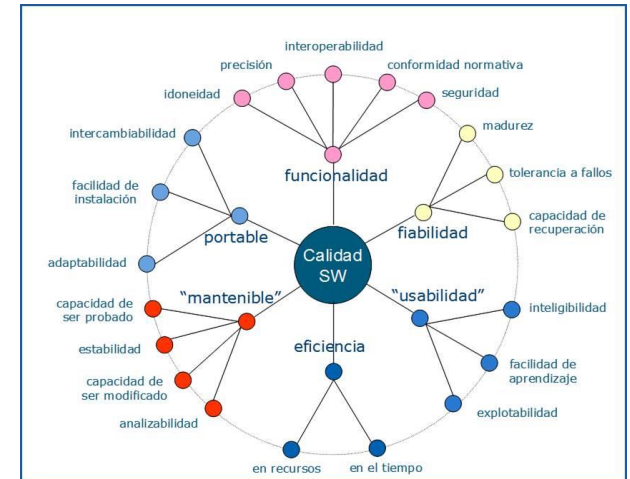 interoperabilidad
precisión
conformidad normativa
idoneidad
seguridad
madurez
intercambiabilidad
tolerancia a fallos
funcionalidad
facilidad de
instalación
capacidad de
recuperación
portable
fiabilidad
Calidad
SW
adaptabilidad
“mantenible”
“usabilidad”
capacidad de
ser probado
inteligibilidad
estabilidad
eficiencia
facilidad de
aprendizaje
capacidad de
ser modificado
explotabilidad
analizabilidad
en recursos
en el tiempo